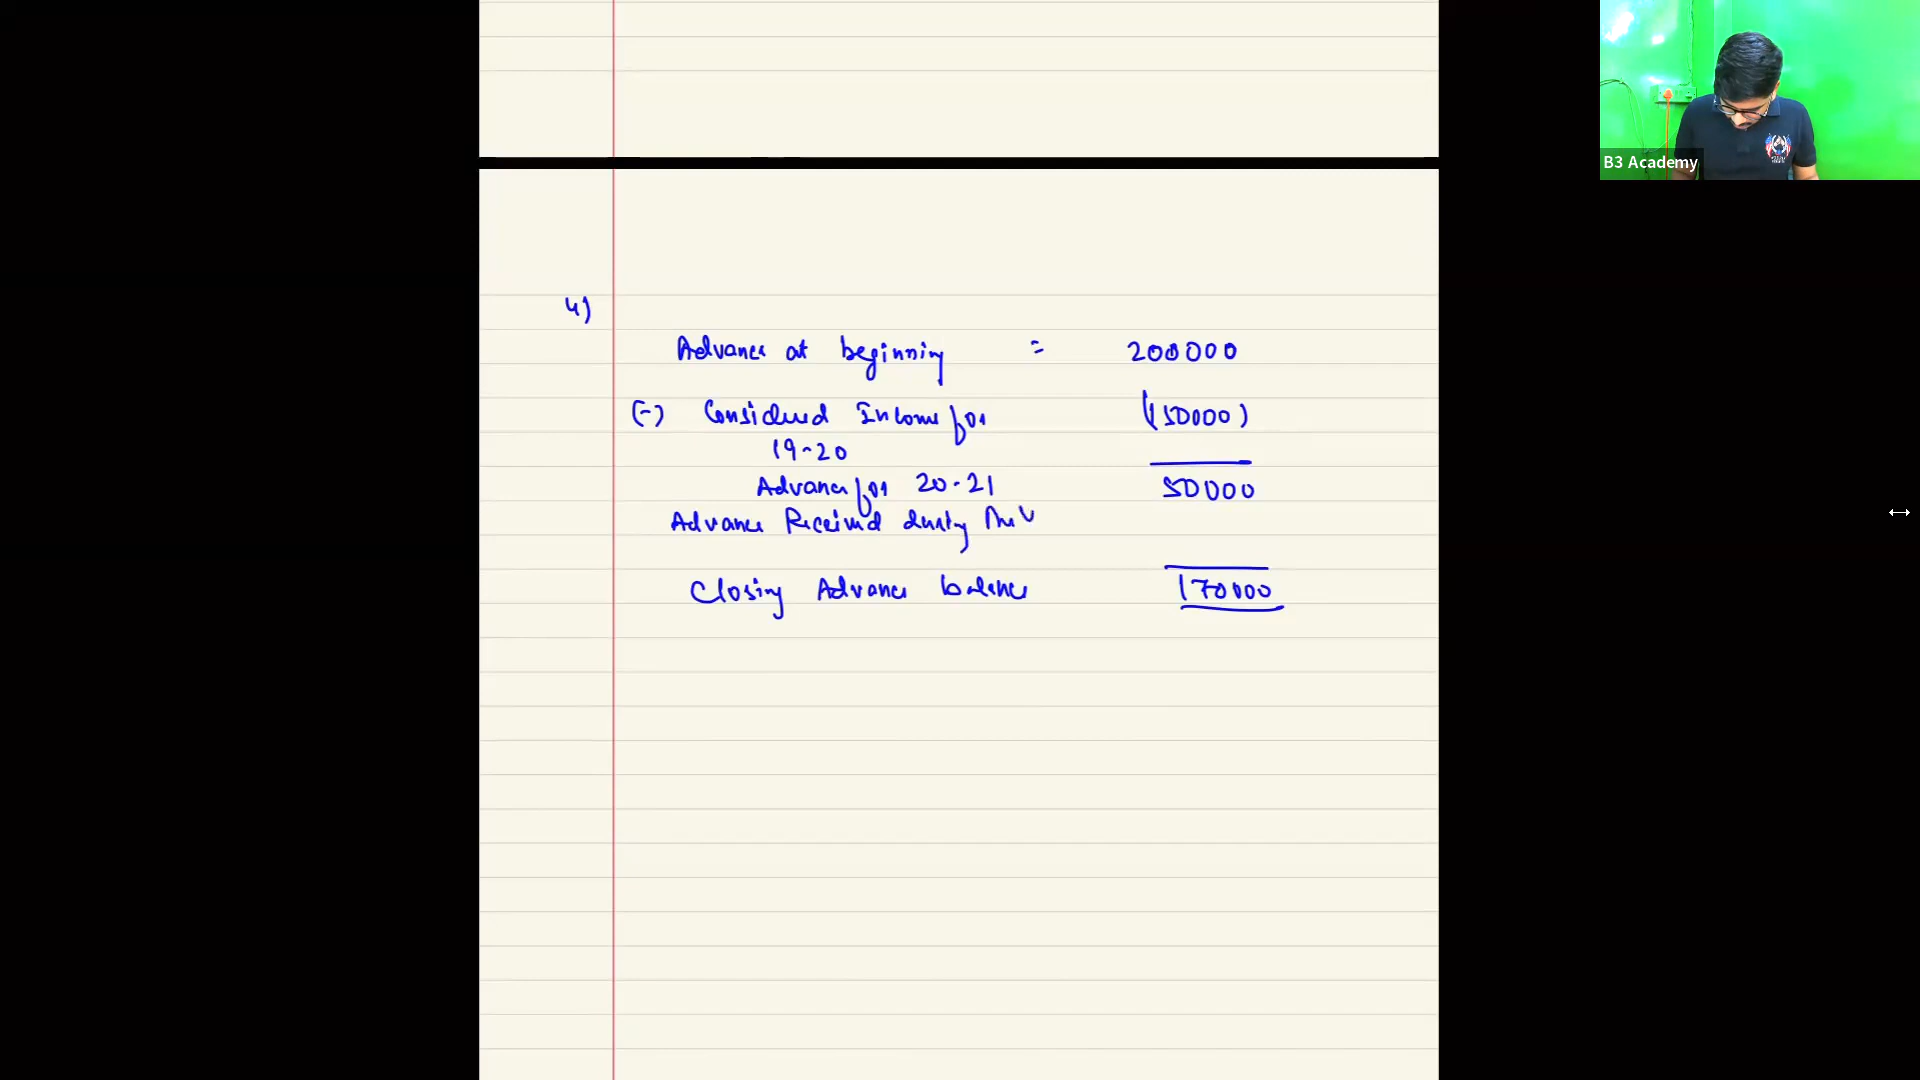 B3 Academy
4)
Advance at beginning = 200000
(-) Considered Income for (150000)
19-20
Advance for 20-21 50000
Advance Received during the Y
Closing Advance balance 170000